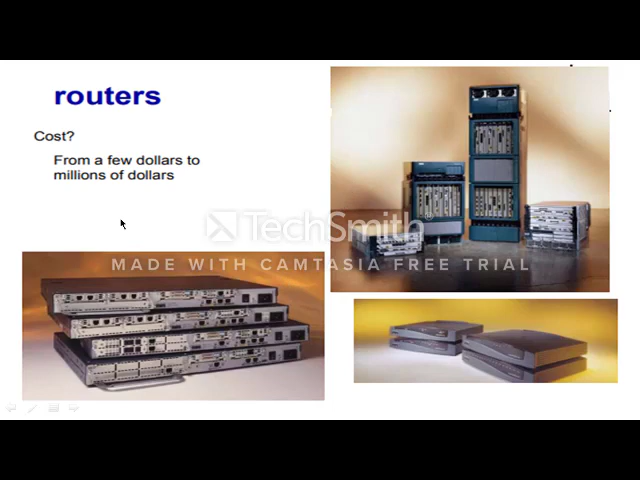 routers
Cost?
From a few dollars to
millions of dollars
TechSmith
MADE WITH CAMTASIA FREE TRIAL